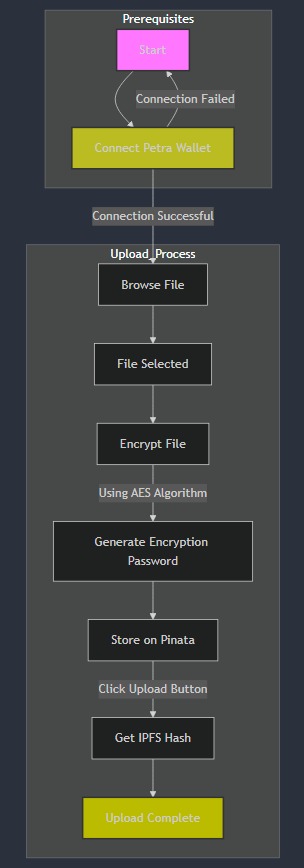 Prerequisites
Start
Connection Failed
Connect Petra Wallet
Connection Successful
Upload_Process
Browse File
File Selected
Encrypt File
Using AES Algorithm
Generate Encryption
Password
Store on Pinata
Click Upload Button
Get IPFS Hash
Upload Complete